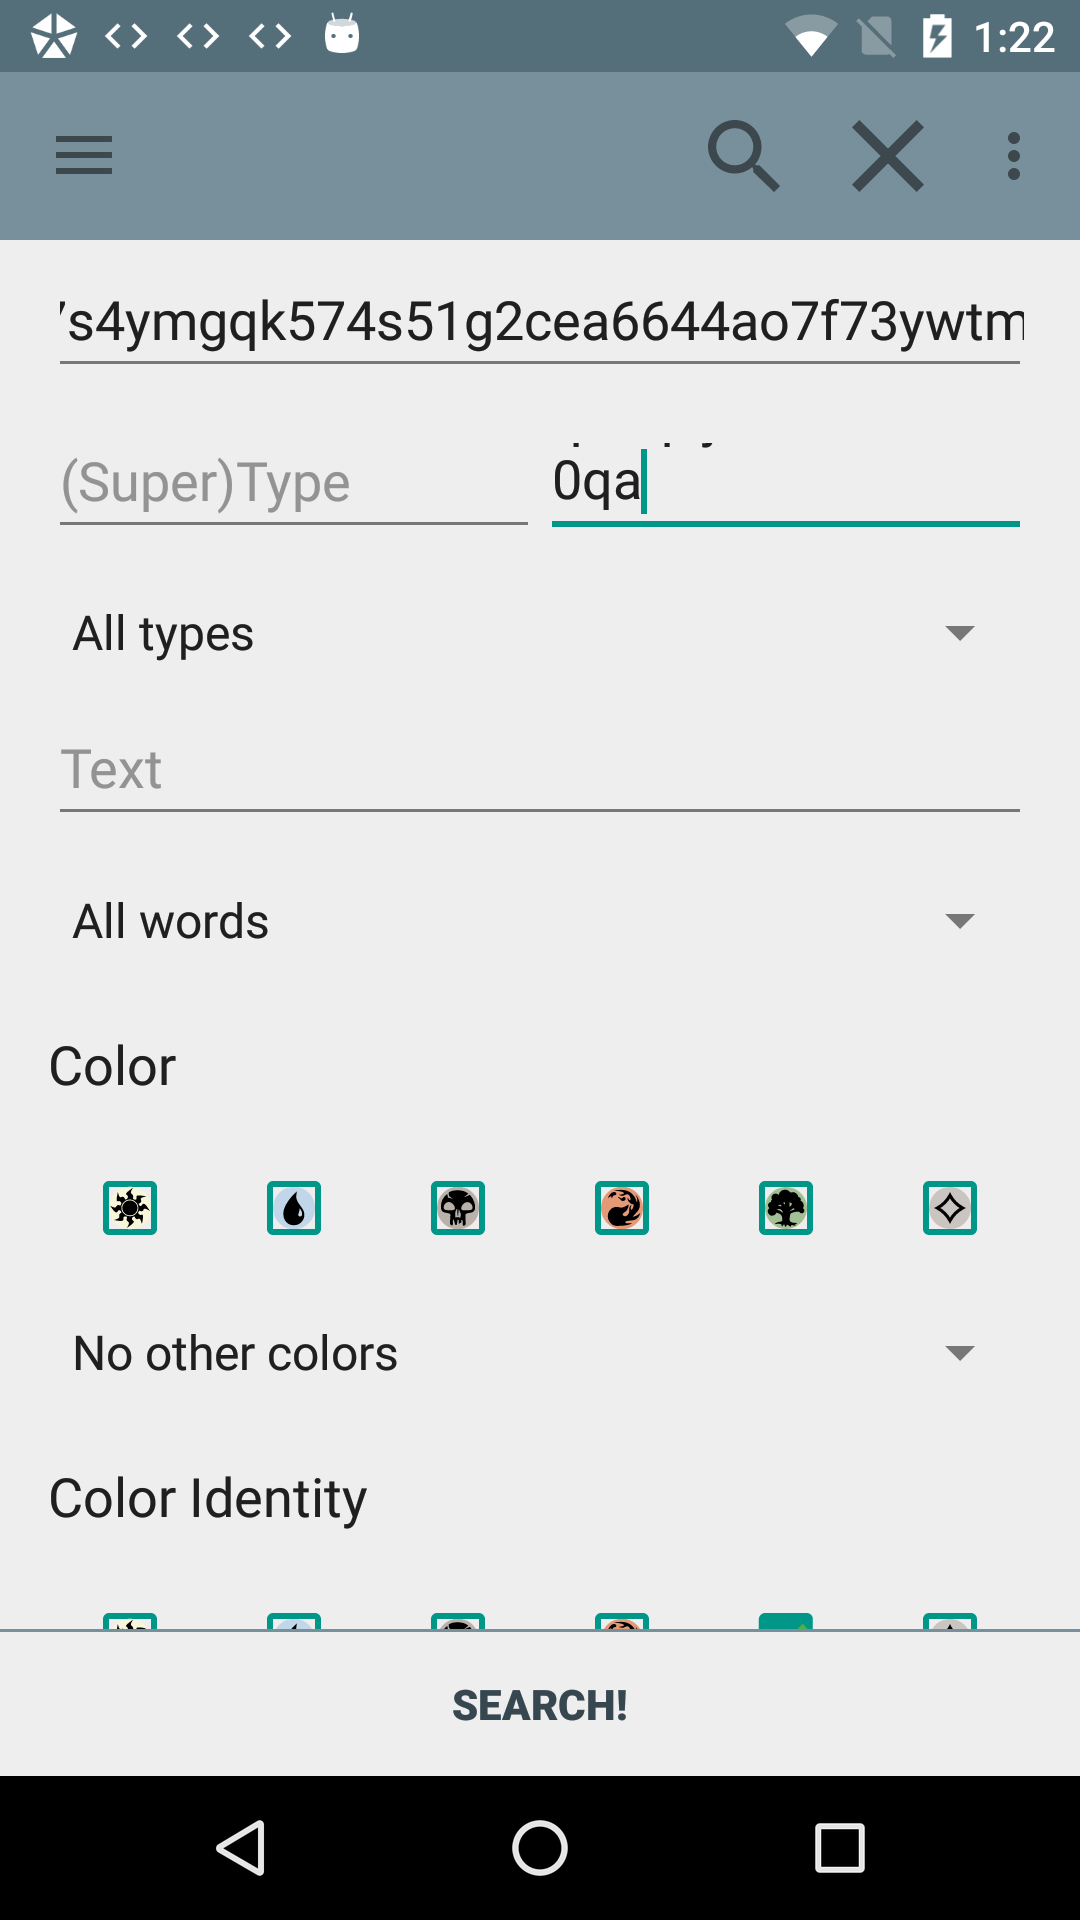 1:22
s4ymgqk574s51g2cea6644ao7f73ywtm
(Super)Type
0qa
All types
Text
All words
Color
No other colors
Color Identity
SEARCH!